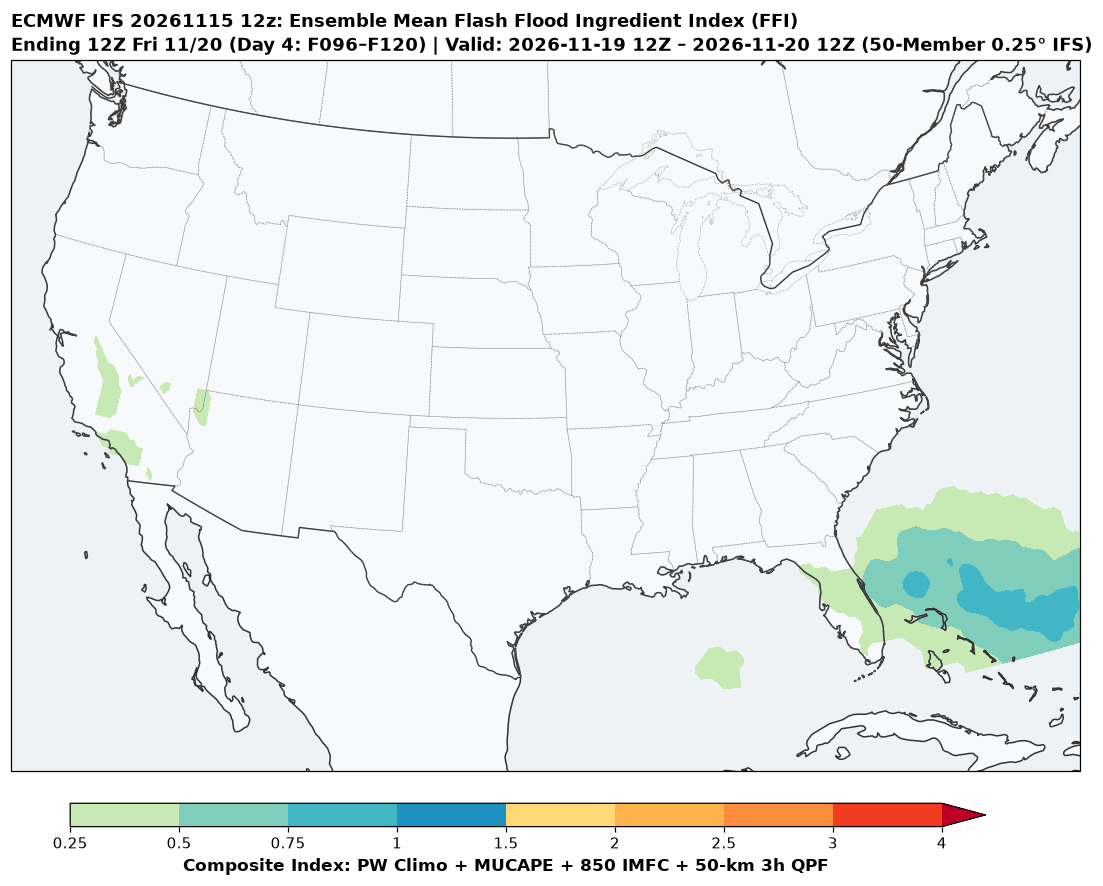 ECMWF IFS 20261115 12z: Ensemble Mean Flash Flood Ingredient Index (FFI)
Ending 12Z Fri 11/20 (Day 4: F096–F120) | Valid: 2026-11-19 12Z – 2026-11-20 12Z (50-Member 0.25° IFS)
0.25 0.5 0.75 1 1.5 2 2.5 3 4
Composite Index: PW Climo + MUCAPE + 850 IMFC + 50-km 3h QPF